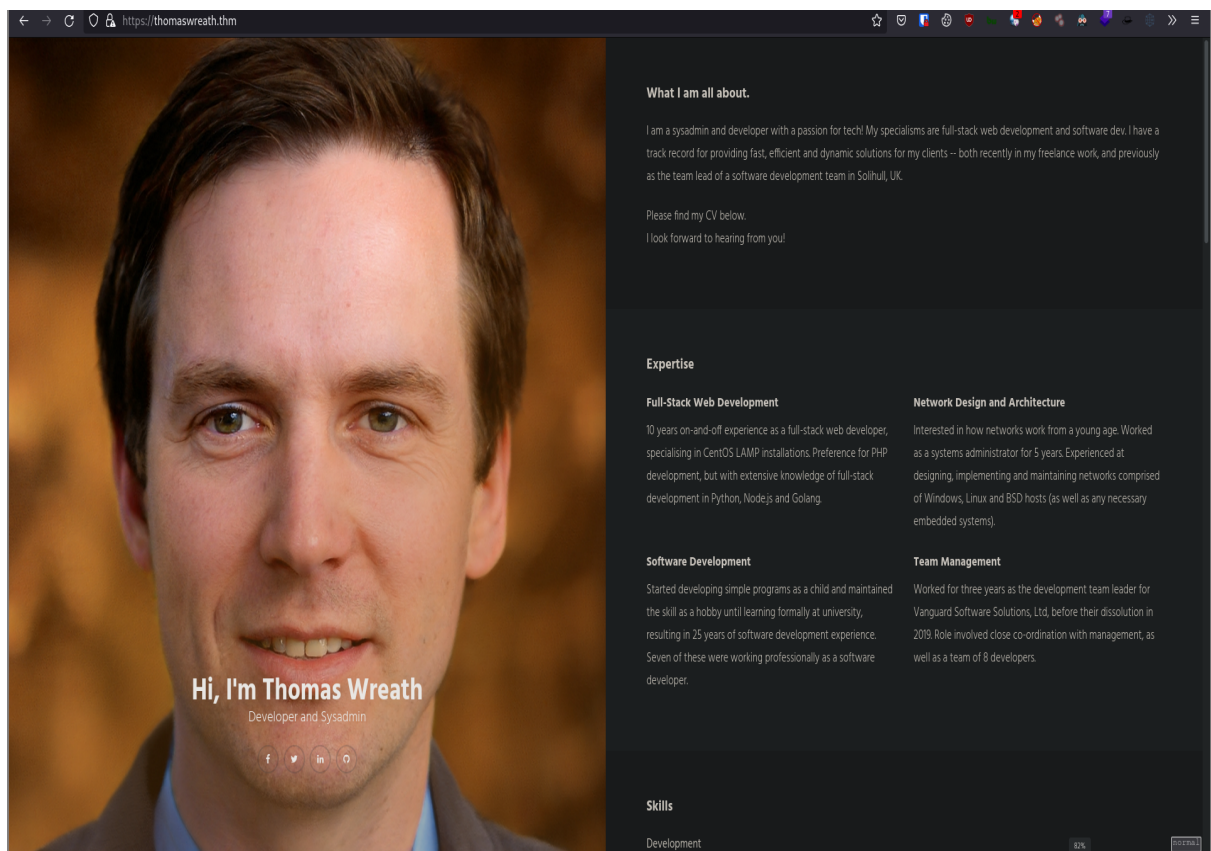 https://thomaswreath.thm
What I am all about.
I am a sysadmin and developer with a passion for tech! My specialisms are full-stack web development and software dev. I have a
track record for providing fast, efficient and dynamic solutions for my clients -- both recently in my freelance work, and previously
as the team lead of a software development team in Solihull, UK.
Please find my CV below.
I look forward to hearing from you!
Expertise
Full-Stack Web Development
10 years on-and-off experience as a full-stack web developer,
specialising in CentOS LAMP installations. Preference for PHP
development, but with extensive knowledge of full-stack
development in Python, Node.js and Golang.
Network Design and Architecture
Interested in how networks work from a young age. Worked
as a systems administrator for 5 years. Experienced at
designing, implementing and maintaining networks comprised
of Windows, Linux and BSD hosts (as well as any necessary
embedded systems).
Software Development
Started developing simple programs as a child and maintained
the skill as a hobby until learning formally at university,
resulting in 25 years of software development experience.
Seven of these were working professionally as a software
developer.
Team Management
Worked for three years as the development team leader for
Vanguard Software Solutions, Ltd, before their dissolution in
2019. Role involved close co-ordination with management, as
well as a team of 8 developers.
Hi, I'm Thomas Wreath
Developer and Sysadmin
Skills
Development
82%
normal